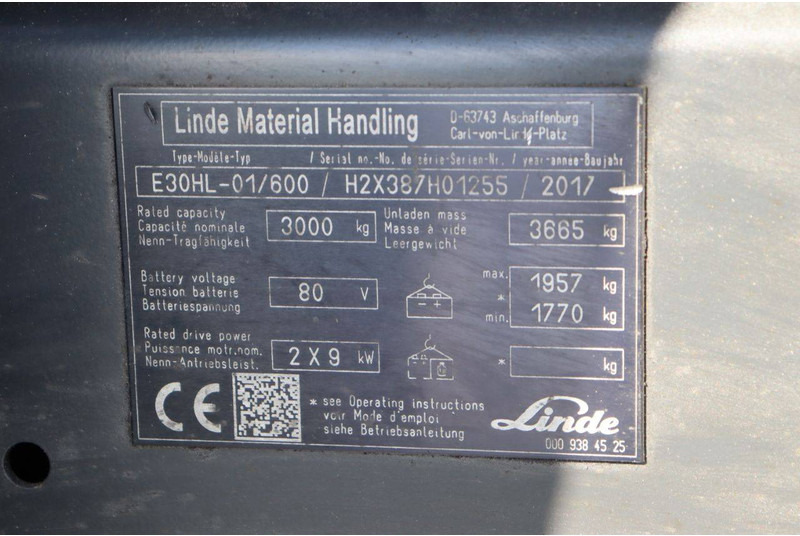 Linde Material Handling
D-63743 Aschaffenburg
Carl-von-Linde-Platz
Type-Modèle-Typ / Serial no.-No. de série-Serien-Nr. / year-annee-Baujahr
E30HL-01/600 / H2X387H01255 / 2017
Rated capacity
Capacité nominale
Nenn-Tragfähigkeit
3000 kg
Unladen mass
Masse à vide
Leergewicht
3665 kg
Battery voltage
Tension batterie
Batteriespannung
80 V
max. 1957 kg
*
min. 1770 kg
Rated drive power
Puissance motr.nom.
Nenn-Antriebsleist.
2 X 9 kW
* kg
CE
* see Operating instructions
voir Mode d'emploi
siehe Betriebsanleitung
Linde
000 938 45 25